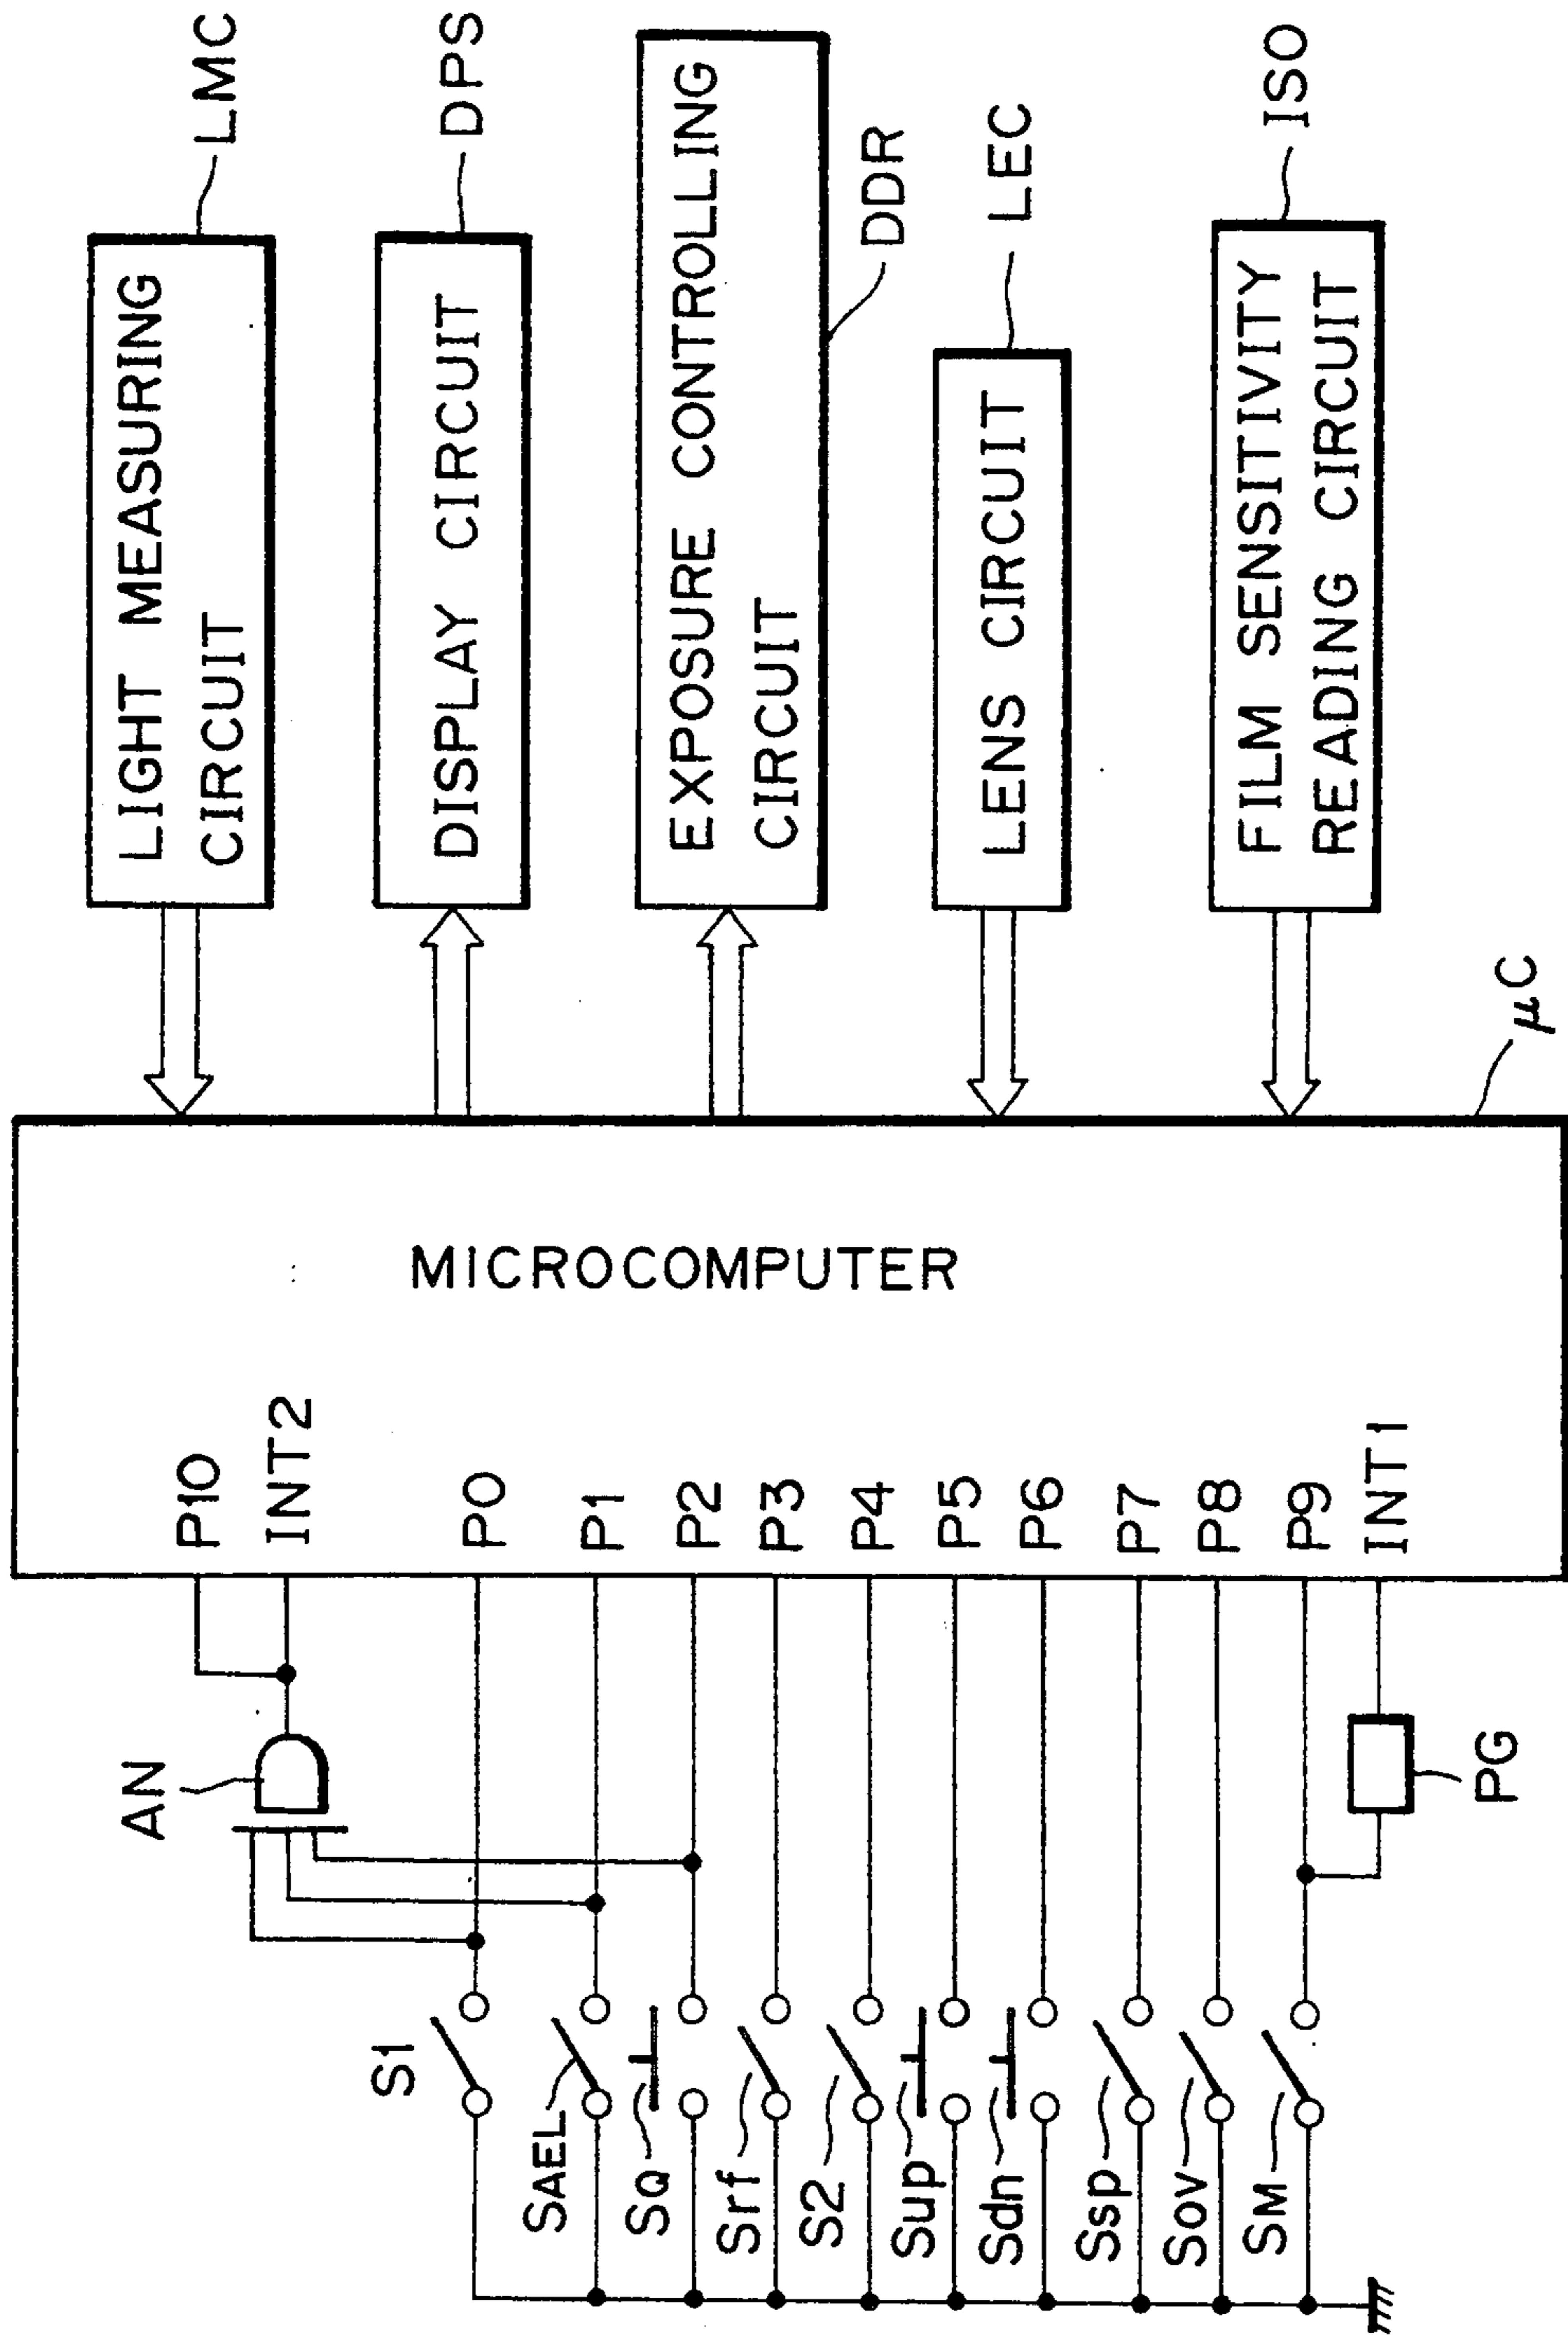 LIGHT MEASURING
CIRCUIT
LMC
DISPLAY CIRCUIT
DPS
EXPOSURE CONTROLLING
CIRCUIT
DDR
LENS CIRCUIT
LEC
FILM SENSITIVITY
READING CIRCUIT
ISO
μC
MICROCOMPUTER
P10
INT2
P0
P1
P2
P3
P4
P5
P6
P7
P8
P9
INT1
AN
PG
S1
SAEL
SQ
Srf
S2
Sup
Sdn
Ssp
Sov
SM